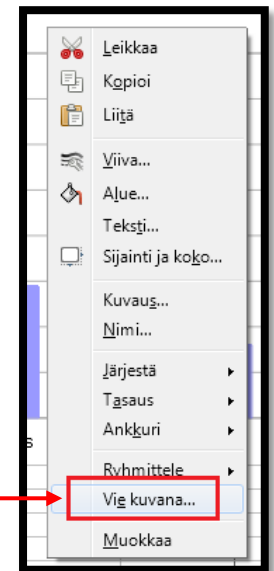 Leikkaa
Kopioi
Liitä
Viiva...
Alue...
Teksti...
Sijainti ja koko...
Kuvaus...
Nimi...
Järjestä
Tasaus
Ankkuri
Ryhmittele
Vie kuvana...
Muokkaa
s